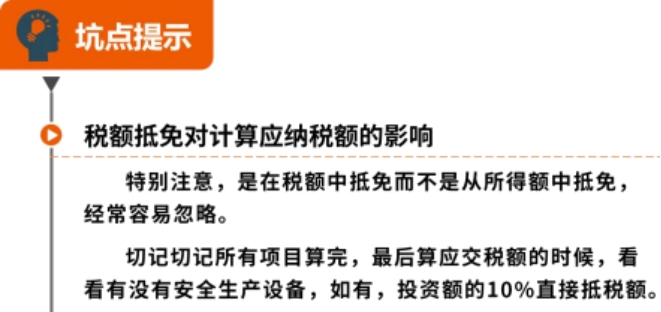 坑点提示
税额抵免对计算应纳税额的影响
特别注意，是在税额中抵免而不是从所得额中抵免，
经常容易忽略。
切记切记所有项目算完，最后算应交税额的时候，看
看有没有安全生产设备，如有，投资额的10%直接抵税额。